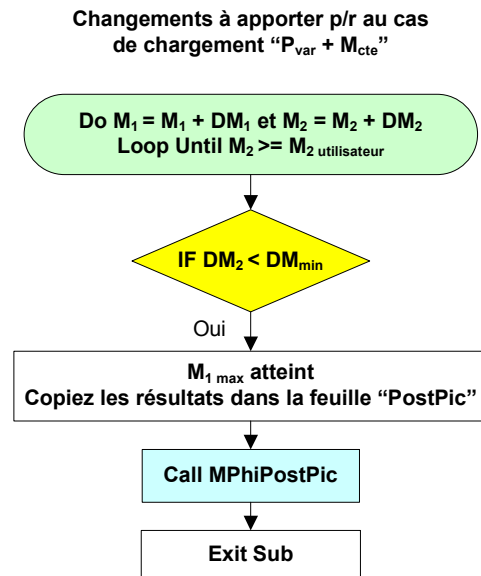 Changements à apporter p/r au cas
de chargement “Pvar + Mcte”
Do M1 = M1 + DM1 et M2 = M2 + DM2
Loop Until M2 >= M2 utilisateur
IF DM2 < DMmin
Oui
M1 max atteint
Copiez les résultats dans la feuille “PostPic”
Call MPhiPostPic
Exit Sub